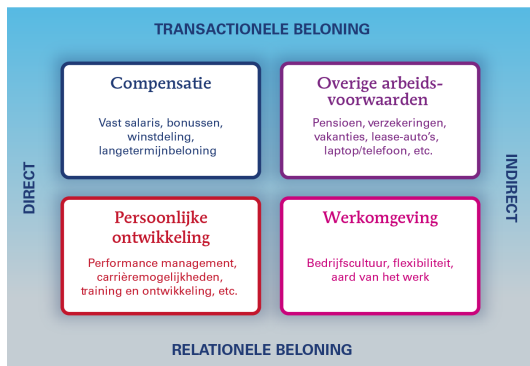 TRANSACTIONELE BELONING
Compensatie
Vast salaris, bonussen,
winstdeling,
langetermijnbeloning
Overige arbeids-
voorwaarden
Pensioen, verzekeringen,
vakanties, lease-auto's,
laptop/telefoon, etc.
DIRECT
INDIRECT
Persoonlijke
ontwikkeling
Performance management,
carrièremogelijkheden,
training en ontwikkeling, etc.
Werkomgeving
Bedrijfscultuur, flexibiliteit,
aard van het werk
RELATIONELE BELONING